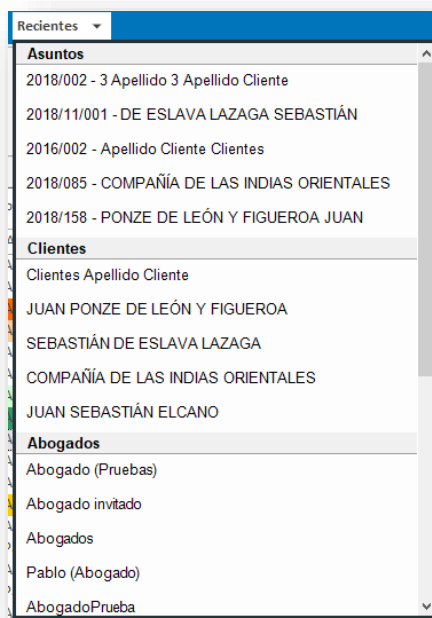 Recientes
Asuntos
2018/002 - 3 Apellido 3 Apellido Cliente
2018/11/001 - DE ESLAVA LAZAGA SEBASTIÁN
2016/002 - Apellido Cliente Clientes
2018/085 - COMPAÑÍA DE LAS INDIAS ORIENTALES
2018/158 - PONZE DE LEÓN Y FIGUEROA JUAN
Clientes
Clientes Apellido Cliente
JUAN PONZE DE LEÓN Y FIGUEROA
SEBASTIÁN DE ESLAVA LAZAGA
COMPAÑÍA DE LAS INDIAS ORIENTALES
JUAN SEBASTIÁN ELCANO
Abogados
Abogado (Pruebas)
Abogado invitado
Abogados
Pablo (Abogado)
AbogadoPrueba